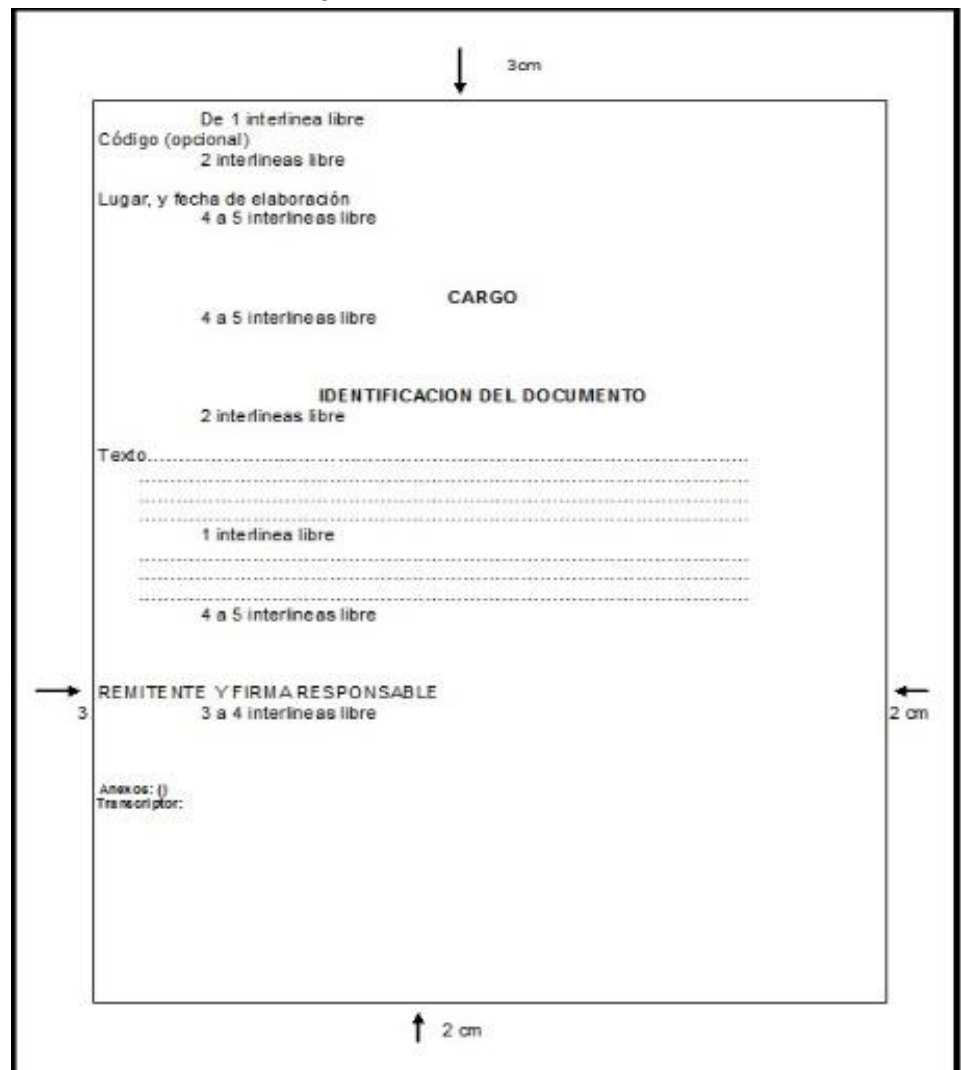 3cm
De 1 interlinea libre
Código (opcional)
2 interlineas libre
Lugar, y fecha de elaboración
4 a 5 interlineas libre
CARGO
4 a 5 interlineas libre
IDENTIFICACION DEL DOCUMENTO
2 interlineas libre
Texto..........................................................................................
..........................................................................................
..........................................................................................
..........................................................................................
1 interlinea libre
..........................................................................................
..........................................................................................
..........................................................................................
4 a 5 interlineas libre
REMITENTE Y FIRMA RESPONSABLE
3 3 a 4 interlineas libre 2 cm
Anexos: ()
Transcriptor:
2 cm